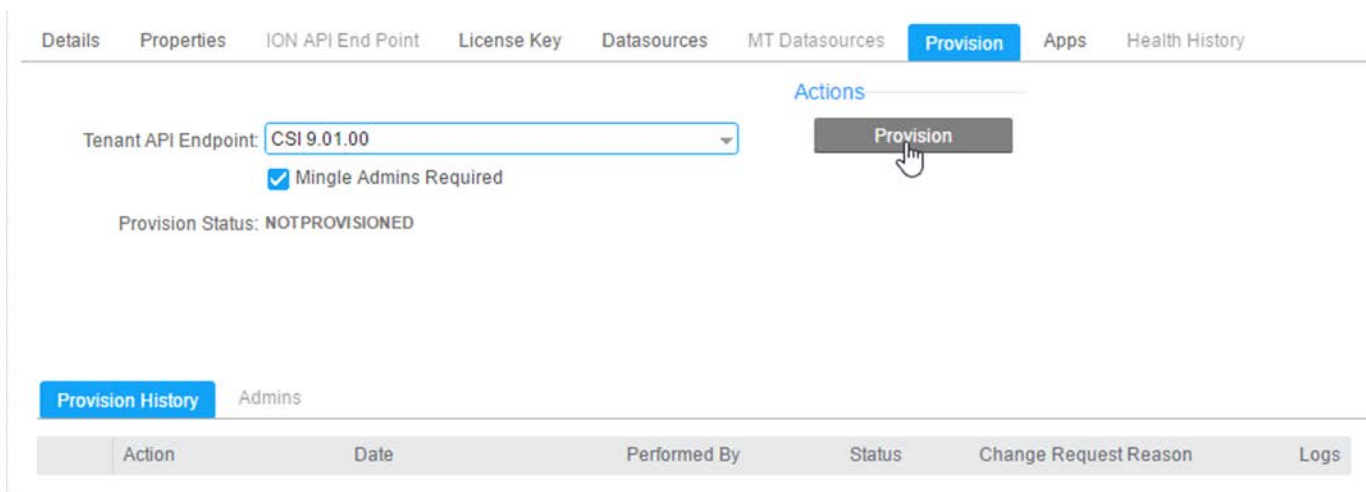 Details Properties ION API End Point License Key Datasources MT Datasources Provision Apps Health History
Actions
Tenant API Endpoint: CSI 9.01.00 Provision
Mingle Admins Required
Provision Status: NOTPROVISIONED
Provision History Admins
Action Date Performed By Status Change Request Reason Logs